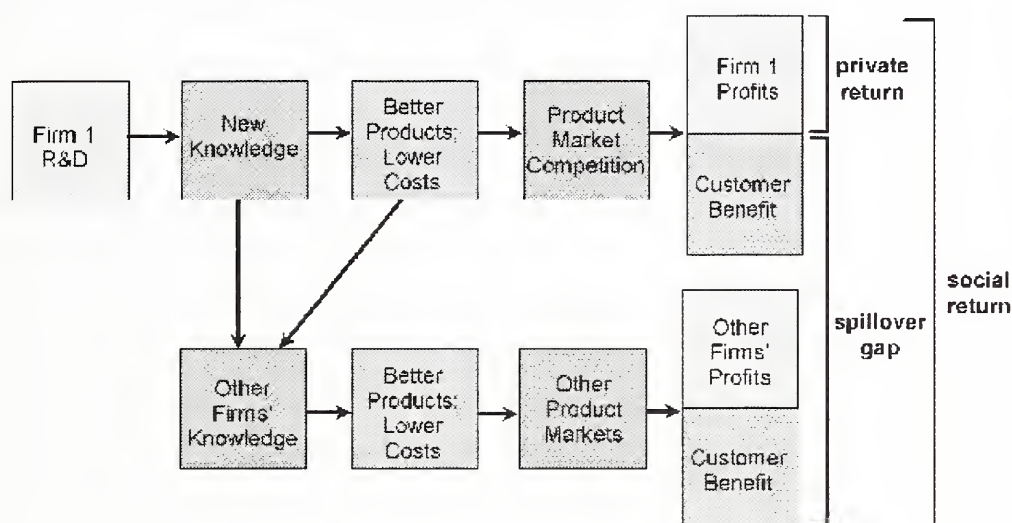 Firm 1
R&D
New
Knowledge
Better
Products;
Lower
Costs
Product
Market
Competition
Firm 1
Profits
Customer
Benefit
private
return
Other
Firms'
Knowledge
Better
Products;
Lower
Costs
Other
Product
Markets
Other
Firms'
Profits
Customer
Benefit
spillover
gap
social
return